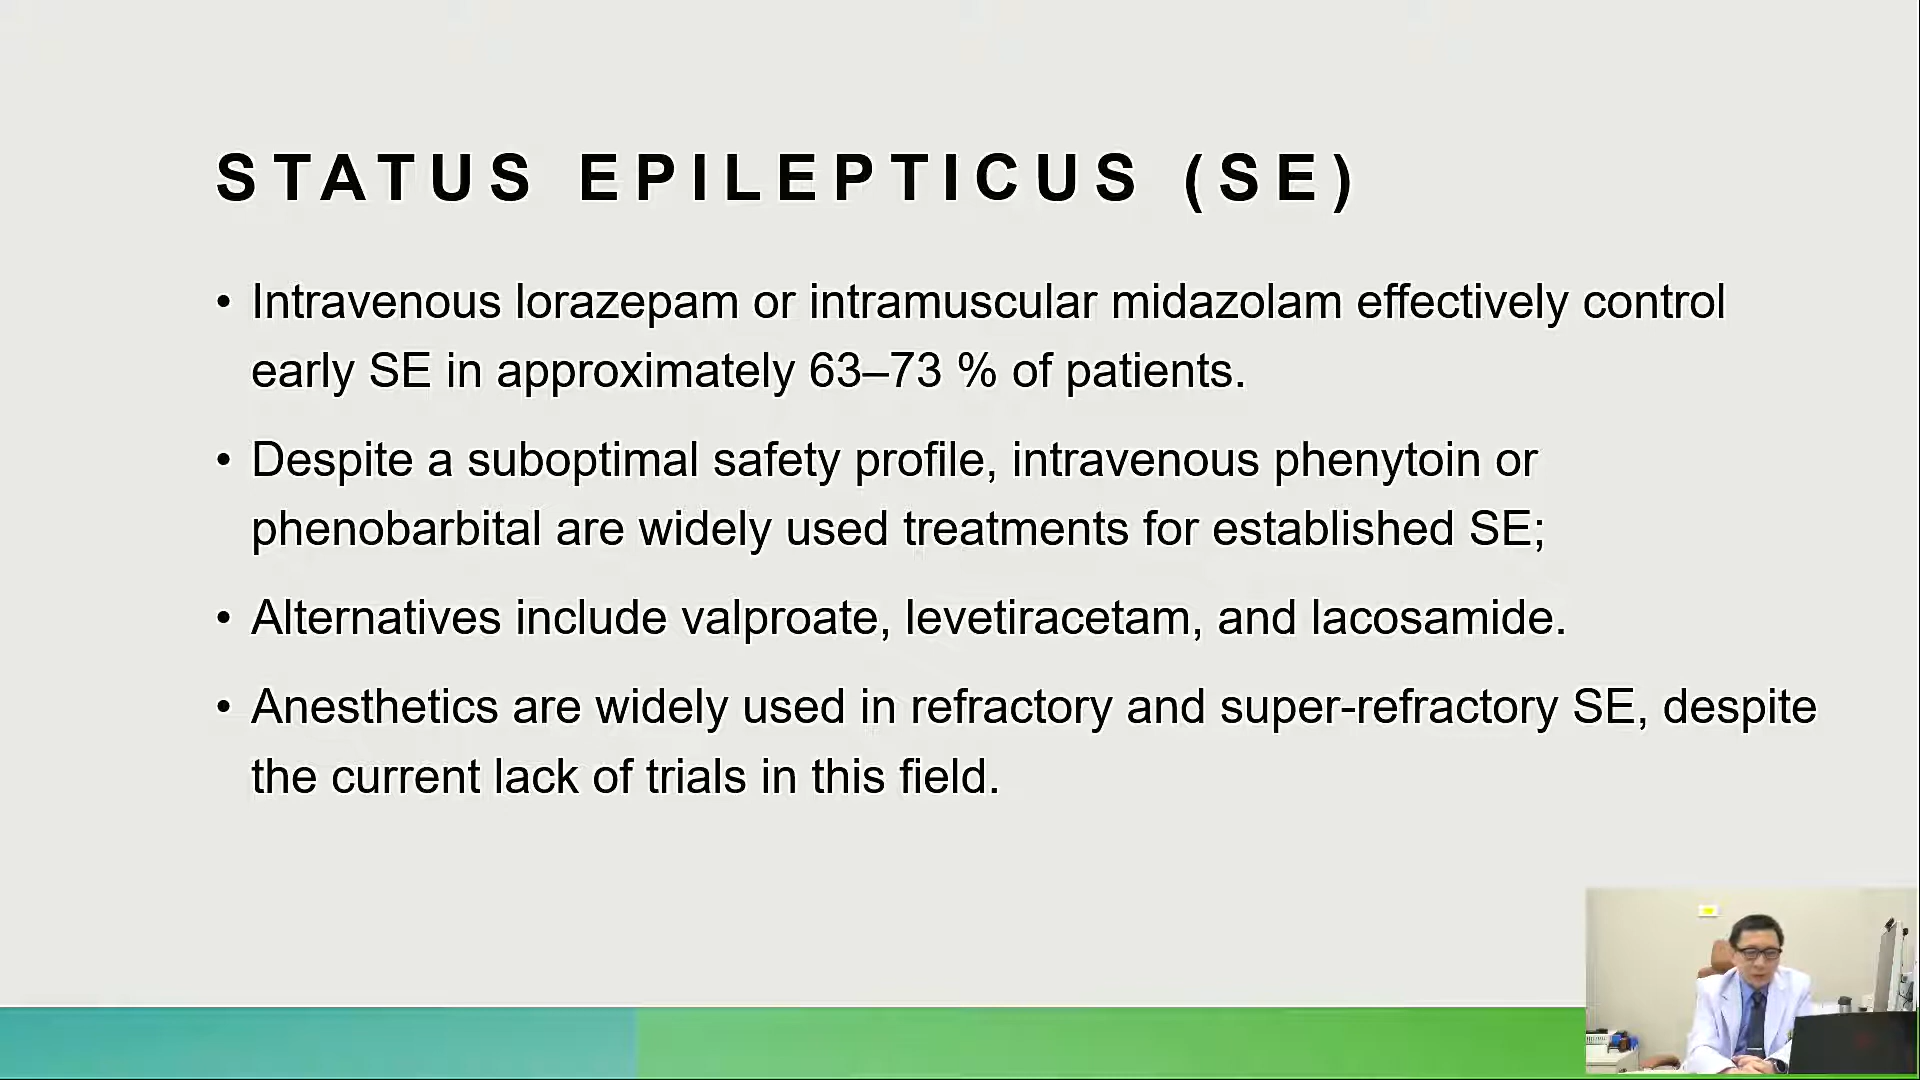 STATUS EPILEPTICUS (SE)
• Intravenous lorazepam or intramuscular midazolam effectively control
early SE in approximately 63–73 % of patients.
• Despite a suboptimal safety profile, intravenous phenytoin or
phenobarbital are widely used treatments for established SE;
• Alternatives include valproate, levetiracetam, and lacosamide.
• Anesthetics are widely used in refractory and super-refractory SE, despite
the current lack of trials in this field.